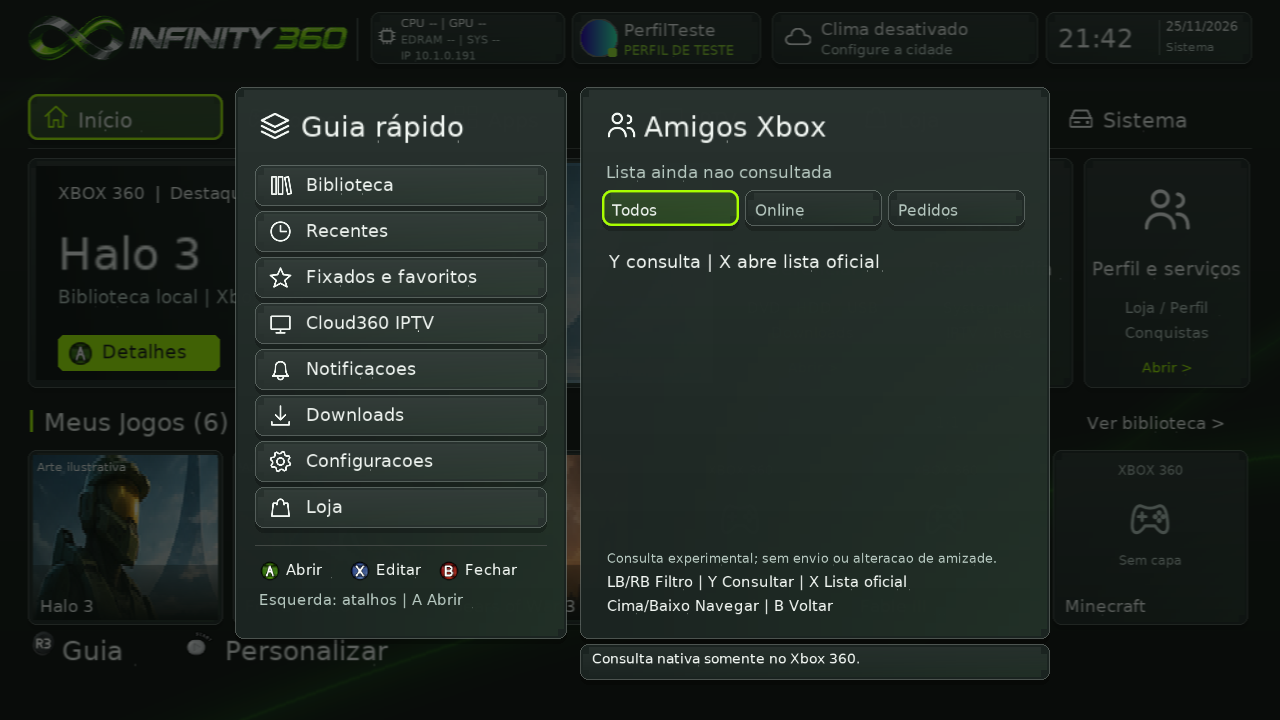 INFINITY360
CPU -- | GPU --
EDRAM -- | SYS --
IP 10.1.0.191
PerfilTeste
PERFIL DE TESTE
Clima desativado
Configure a cidade
21:42
25/11/2026
Sistema
Início
Sistema
Guia rápido
Biblioteca
Recentes
Fixados e favoritos
Cloud360 IPTV
Notificacoes
Downloads
Configuracoes
Loja
A Abrir X Editar B Fechar
Esquerda: atalhos | A Abrir
Amigos Xbox
Lista ainda nao consultada
Todos Online Pedidos
Y consulta | X abre lista oficial
Consulta experimental; sem envio ou alteracao de amizade.
LB/RB Filtro | Y Consultar | X Lista oficial
Cima/Baixo Navegar | B Voltar
Consulta nativa somente no Xbox 360.
XBOX 360 | Destaqu
Halo 3
Biblioteca local | Xb
A Detalhes
Perfil e serviços
Loja / Perfil
Conquistas
Abrir >
Meus Jogos (6)
Ver biblioteca >
Arte ilustrativa
Halo 3
3
XBOX 360
Sem capa
Minecraft
R3 Guia
Personalizar